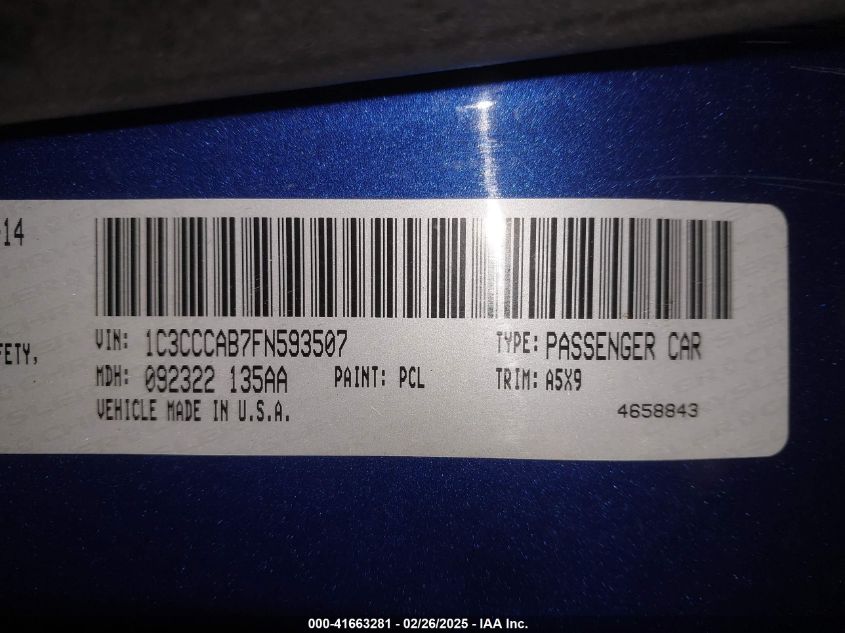 14
FETY,
VIN: 1C3CCCAB7FN593507
TYPE: PASSENGER CAR
MDH: 092322 135AA
PAINT: PCL
TRIM: A5X9
VEHICLE MADE IN U.S.A.
4658843
000-41663281 - 02/26/2025 - IAA Inc.